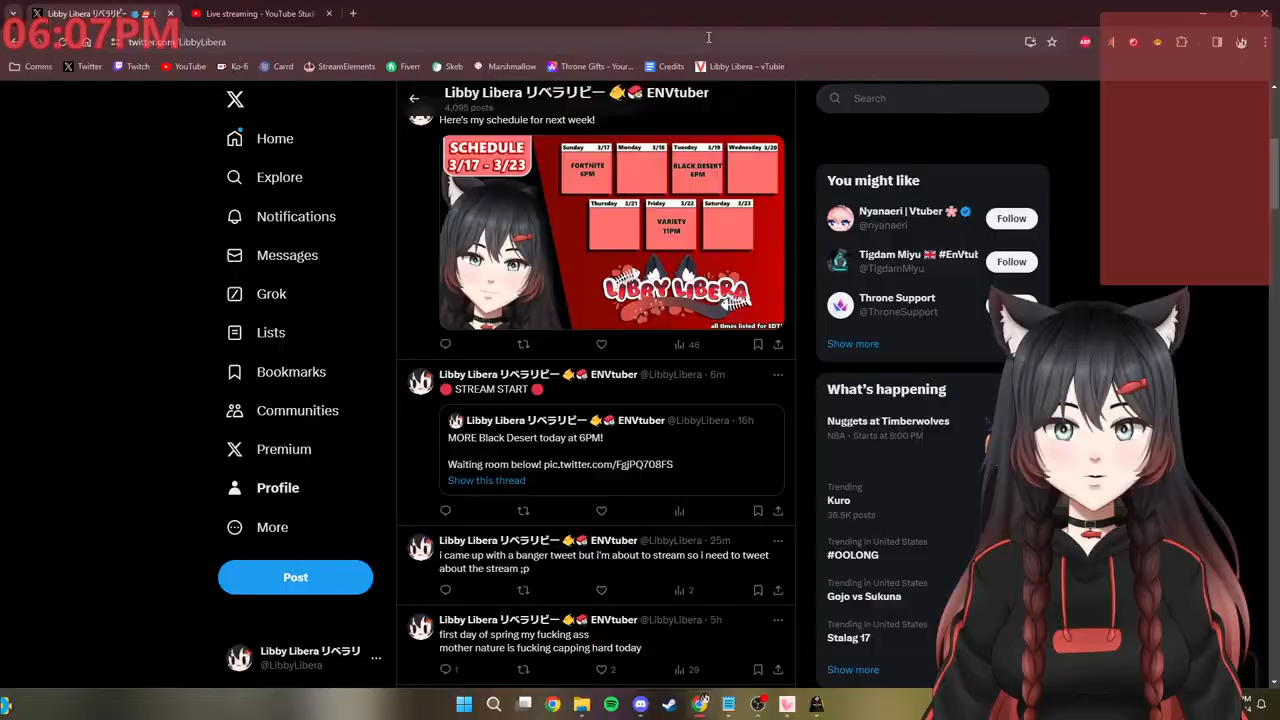 Libby Libera リベラリビー
Live streaming - YouTube Stud
06:07PM
twitter.com/LibbyLibera
Comms
Twitter
Twitch
YouTube
Ko-fi
Carrd
StreamElements
Fiverr
Skeb
Marshmallow
Throne Gifts - Your...
Credits
Libby Libera – vTubie
X
Home
Explore
Notifications
Messages
Grok
Lists
Bookmarks
Communities
Premium
Profile
More
Post
Libby Libera リベラリ
@LibbyLibera
Libby Libera リベラリビー 🐠🍣 ENVtuber
4,095 posts
Here's my schedule for next week!
SCHEDULE
3/17 - 3/23
Sunday 3/17
FORTNITE
6PM
Monday 3/18
Tuesday 3/19
BLACK DESERT
6PM
Wednesday 3/20
Thursday 3/21
Friday 3/22
VARIETY
11PM
Saturday 3/23
LIBBY LIBERA
all times listed for EDT!
46
Libby Libera リベラリビー 🐠🍣 ENVtuber @LibbyLibera · 6m
🔴 STREAM START 🔴
Libby Libera リベラリビー 🐠🍣 ENVtuber @LibbyLibera · 16h
MORE Black Desert today at 6PM!
Waiting room below! pic.twitter.com/FgjPQ708FS
Show this thread
Libby Libera リベラリビー 🐠🍣 ENVtuber @LibbyLibera · 25m
i came up with a banger tweet but i'm about to stream so i need to tweet
about the stream ;p
2
Libby Libera リベラリビー 🐠🍣 ENVtuber @LibbyLibera · 5h
first day of spring my fucking ass
mother nature is fucking capping hard today
1
2
29
Search
You might like
Nyanaeri | Vtuber 🌸
@nyanaeri
Follow
Tigdam Miyu 🇬🇧 #EnVtub
@TigdamMiyu
Follow
Throne Support
@ThroneSupport
Show more
What's happening
Nuggets at Timberwolves
NBA · Starts at 8:00 PM
Trending
Kuro
36.5K posts
Trending in United States
#OOLONG
Trending in United States
Gojo vs Sukuna
Trending in United States
Stalag 17
Show more